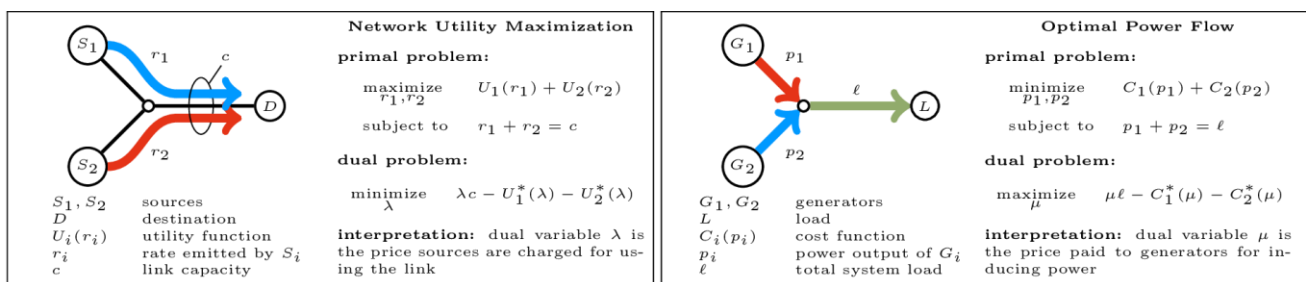 Network Utility Maximization
S₁
r₁
c
D
S₂
r₂
primal problem:
maximize U₁(r₁) + U₂(r₂)
r₁,r₂
subject to r₁ + r₂ = c
dual problem:
minimize λc − U₁*(λ) − U₂*(λ)
λ
S₁, S₂ sources
D destination
Uᵢ(rᵢ) utility function
rᵢ rate emitted by Sᵢ
c link capacity
interpretation: dual variable λ is
the price sources are charged for us-
ing the link
Optimal Power Flow
G₁
p₁
ℓ
L
G₂
p₂
primal problem:
minimize C₁(p₁) + C₂(p₂)
p₁,p₂
subject to p₁ + p₂ = ℓ
dual problem:
maximize μℓ − C₁*(μ) − C₂*(μ)
μ
G₁, G₂ generators
L load
Cᵢ(pᵢ) cost function
pᵢ power output of Gᵢ
ℓ total system load
interpretation: dual variable μ is
the price paid to generators for in-
ducing power